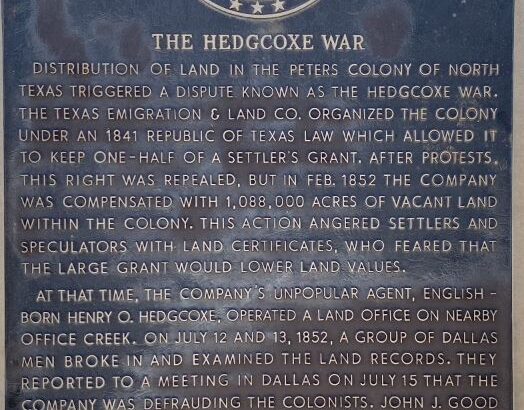 THE HEDGCOXE WAR
DISTRIBUTION OF LAND IN THE PETERS COLONY OF NORTH
TEXAS TRIGGERED A DISPUTE KNOWN AS THE HEDGCOXE WAR.
THE TEXAS EMIGRATION & LAND CO. ORGANIZED THE COLONY
UNDER AN 1841 REPUBLIC OF TEXAS LAW WHICH ALLOWED IT
TO KEEP ONE-HALF OF A SETTLER'S GRANT. AFTER PROTESTS,
THIS RIGHT WAS REPEALED, BUT IN FEB. 1852 THE COMPANY
WAS COMPENSATED WITH 1,088,000 ACRES OF VACANT LAND
WITHIN THE COLONY. THIS ACTION ANGERED SETTLERS AND
SPECULATORS WITH LAND CERTIFICATES, WHO FEARED THAT
THE LARGE GRANT WOULD LOWER LAND VALUES.
AT THAT TIME, THE COMPANY'S UNPOPULAR AGENT, ENGLISH-
BORN HENRY O. HEDGCOXE, OPERATED A LAND OFFICE ON NEARBY
OFFICE CREEK. ON JULY 12 AND 13, 1852, A GROUP OF DALLAS
MEN BROKE IN AND EXAMINED THE LAND RECORDS. THEY
REPORTED TO A MEETING IN DALLAS ON JULY 15 THAT THE
COMPANY WAS DEFRAUDING THE COLONISTS. JOHN J. GOOD